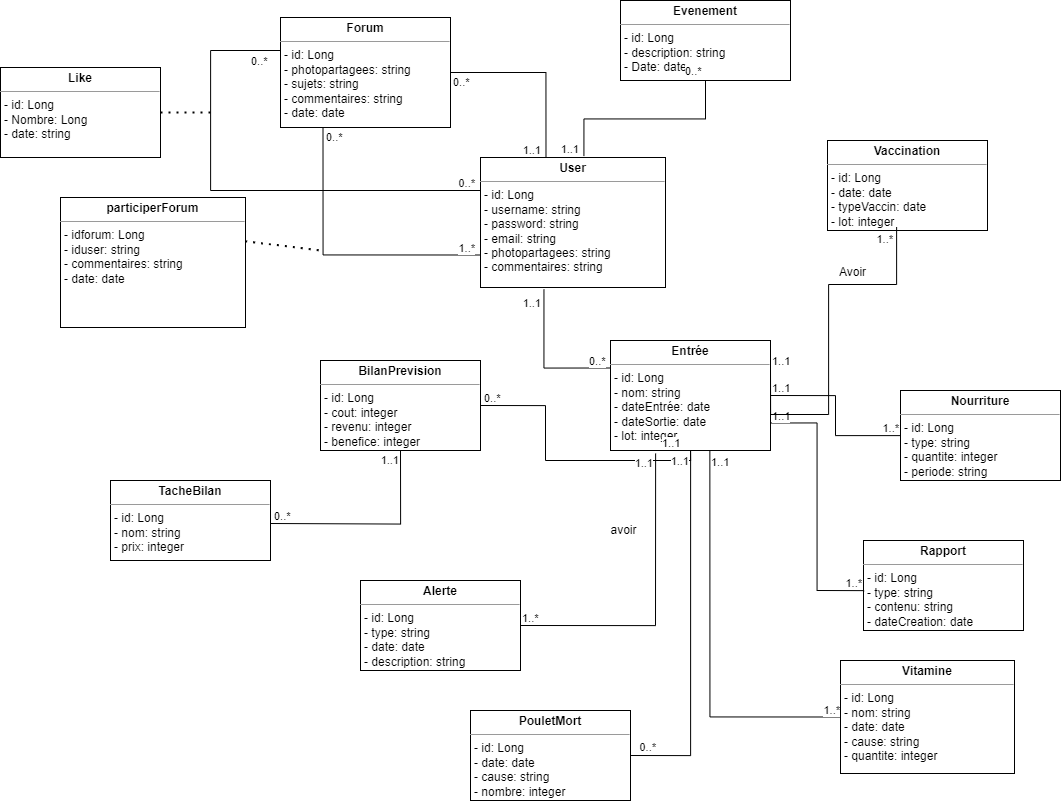 Evenement
- id: Long
- description: string
- Date: date
0..*
Forum
- id: Long
- photopartagees: string
- sujets: string
- commentaires: string
- date: date
0..*
0..*
0..*
Like
- id: Long
- Nombre: Long
- date: string
1..1
1..1
User
- id: Long
- username: string
- password: string
- email: string
- photopartagees: string
- commentaires: string
0..*
1..*
1..1
participerForum
- idforum: Long
- iduser: string
- commentaires: string
- date: date
Vaccination
- id: Long
- date: date
- typeVaccin: date
- lot: integer
1..*
Avoir
Entrée
- id: Long
- nom: string
- dateEntrée: date
- dateSortie: date
- lot: integer
0..*
1..1
1..1
1..1
1..1
1..1
1..1
1..1
BilanPrevision
- id: Long
- cout: integer
- revenu: integer
- benefice: integer
0..*
1..1
Nourriture
- id: Long
- type: string
- quantite: integer
- periode: string
1..*
TacheBilan
- id: Long
- nom: string
- prix: integer
0..*
avoir
Rapport
- id: Long
- type: string
- contenu: string
- dateCreation: date
1..*
Alerte
- id: Long
- type: string
- date: date
- description: string
1..*
Vitamine
- id: Long
- nom: string
- date: date
- cause: string
- quantite: integer
1..*
PouletMort
- id: Long
- date: date
- cause: string
- nombre: integer
0..*